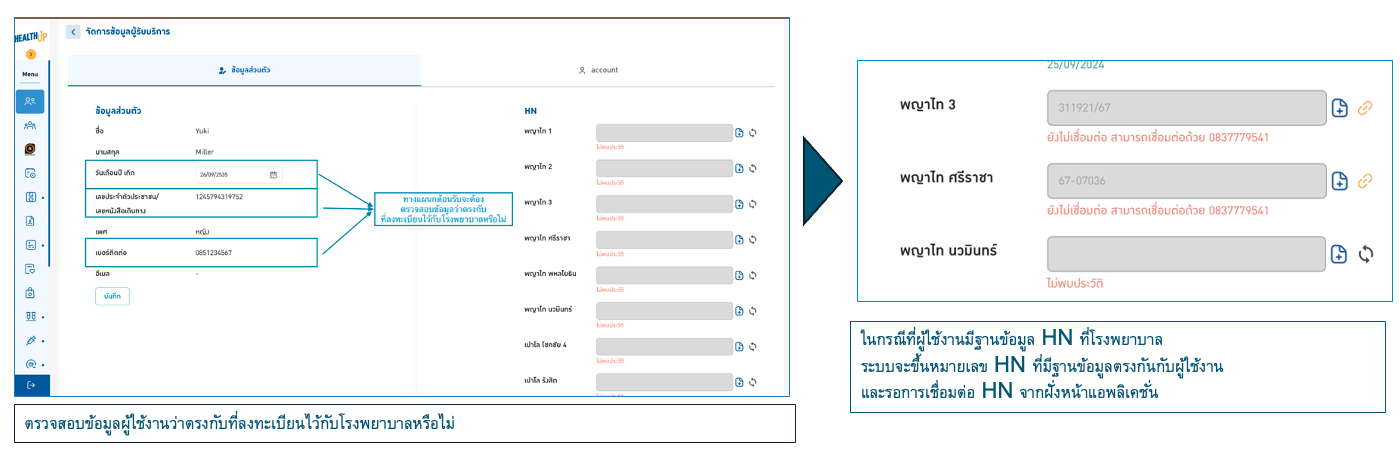 HEALTHUP
จัดการข้อมูลผู้รับบริการ
Menu
ข้อมูลส่วนตัว
account
ข้อมูลส่วนตัว
ชื่อ Yuki
นามสกุล Miller
วันเดือนปี เกิด 26/09/2535
เลขประจำตัวประชาชน/ 1245794319752
เลขหนังสือเดินทาง
เพศ หญิง
เบอร์ติดต่อ 0851234567
อีเมล -
บันทึก
ทางแผนกต้อนรับจะต้อง
ตรวจสอบข้อมูลว่าตรงกับ
ที่ลงทะเบียนไว้กับโรงพยาบาลหรือไม่
HN
พญาไท 1
ไม่พบประวัติ
พญาไท 2
ไม่พบประวัติ
พญาไท 3
ไม่พบประวัติ
พญาไท ศรีราชา
ไม่พบประวัติ
พญาไท พหลโยธิน
ไม่พบประวัติ
พญาไท นวมินทร์
ไม่พบประวัติ
เปาโล โชคชัย 4
ไม่พบประวัติ
เปาโล รังสิต
ตรวจสอบข้อมูลผู้ใช้งานว่าตรงกับที่ลงทะเบียนไว้กับโรงพยาบาลหรือไม่
25/09/2024
พญาไท 3 311921/67
ยังไม่เชื่อมต่อ สามารถเชื่อมต่อด้วย 0837779541
พญาไท ศรีราชา 67-07036
ยังไม่เชื่อมต่อ สามารถเชื่อมต่อด้วย 0837779541
พญาไท นวมินทร์
ไม่พบประวัติ
ในกรณีที่ผู้ใช้งานมีฐานข้อมูล HN ที่โรงพยาบาล
ระบบจะขึ้นหมายเลข HN ที่มีฐานข้อมูลตรงกันกับผู้ใช้งาน
และรอการเชื่อมต่อ HN จากฝั่งหน้าแอพลิเคชั่น